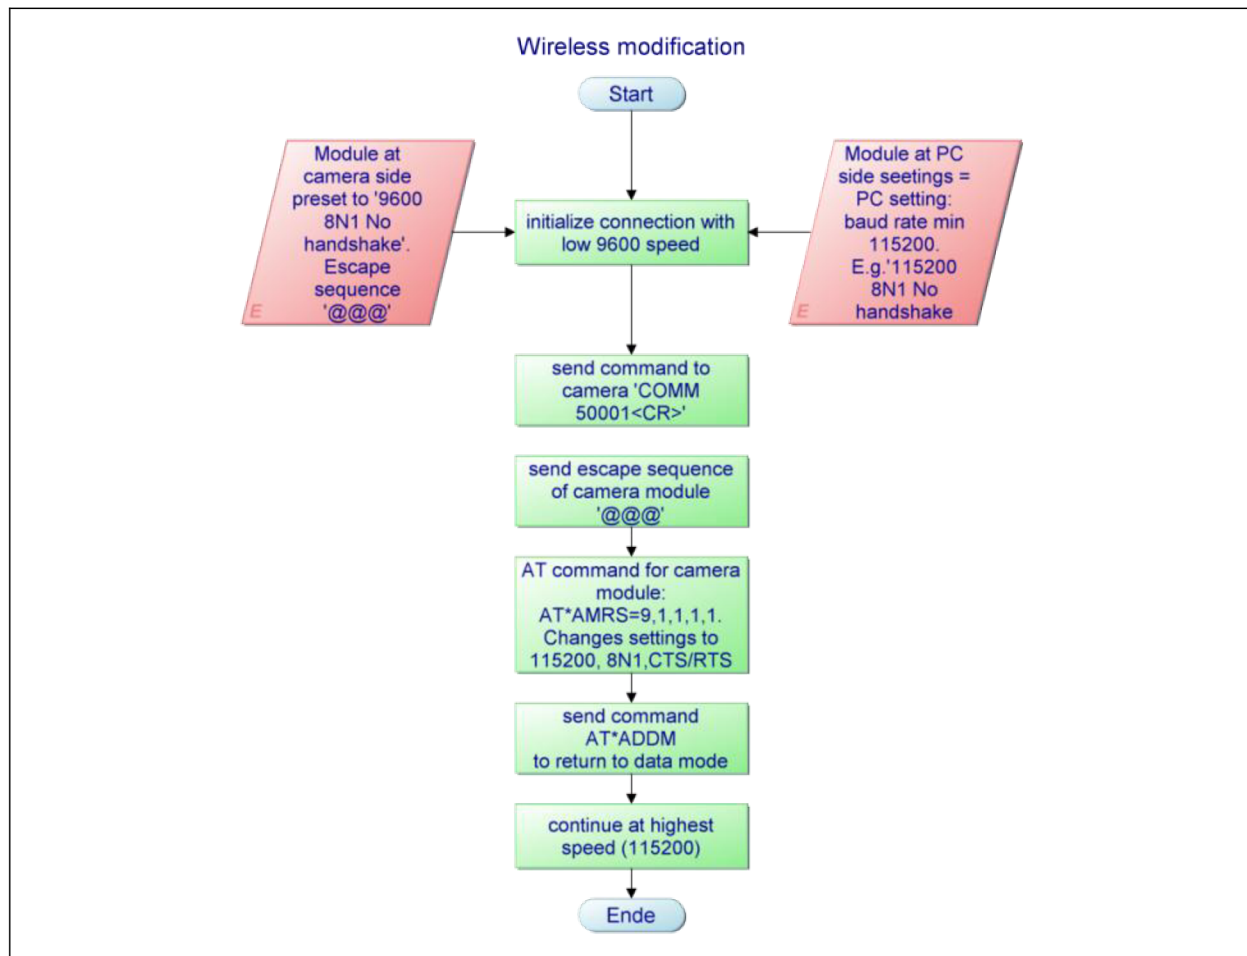 Wireless modification
Start
Module at
camera side
preset to '9600
8N1 No
handshake'.
Escape
sequence
'@@@'
E
initialize connection with
low 9600 speed
Module at PC
side seetings =
PC setting:
baud rate min
115200.
E.g.'115200
8N1 No
handshake
E
send command to
camera 'COMM
50001<CR>'
send escape sequence
of camera module
'@@@'
AT command for camera
module:
AT*AMRS=9,1,1,1,1.
Changes settings to
115200, 8N1,CTS/RTS
send command
AT*ADDM
to return to data mode
continue at highest
speed (115200)
Ende